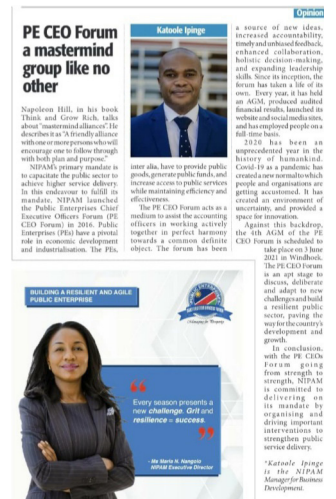 Opinion
PE CEO Forum
a mastermind
group like no
other
Napoleon Hill, in his book
Think and Grow Rich, talks
about "mastermind alliances". He
describes it as "A friendly alliance
with one or more persons who will
encourage one to follow through
with both plan and purpose."
NIPAM's primary mandate is
to capacitate the public sector to
achieve higher service delivery.
In this endeavour to fulfill its
mandate, NIPAM launched
the Public Enterprises Chief
Executive Officers Forum (PE
CEO Forum) in 2016. Public
Enterprises (PEs) have a pivotal
role in economic development
and industrialisation. The PEs,
Katoole Ipinge
inter alia, have to provide public
goods, generate public funds, and
increase access to public services
while maintaining efficiency and
effectiveness.
The PE CEO Forum acts as a
medium to assist the accounting
officers in working actively
together in perfect harmony
towards a common definite
object. The forum has been
a source of new ideas,
increased accountability,
timely and unbiased feedback,
enhanced collaboration,
holistic decision-making,
and expanding leadership
skills. Since its inception, the
forum has taken a life of its
own. Every year, it has held
an AGM, produced audited
financial results, launched its
website and social media sites,
and has employed people on a
full-time basis.
2020 has been an
unprecedented year in the
history of humankind.
Covid-19 as a pandemic has
created a new normal to which
people and organisations are
getting accustomed. It has
created an environment of
uncertainty, and provided a
space for innovation.
Against this backdrop,
the 4th AGM of the PE
CEO Forum is scheduled to
take place on 3 June
2021 in Windhoek.
The PE CEO Forum
is an apt stage to
discuss, deliberate
and adapt to new
challenges and build
a resilient public
sector, paving the
way for the country's
development and
growth.
In conclusion,
with the PE CEOs
Forum going
from strength to
strength, NIPAM
is committed to
delivering on
its mandate by
organising and
driving important
interventions to
strengthen public
service delivery.
*Katoole Ipinge
is the NIPAM
Manager for Business
Development.
BUILDING A RESILIENT AND AGILE
PUBLIC ENTERPRISE
Every season presents a
new challenge. Grit and
resilience = success.
- Ms Maria N. Nangolo
NIPAM Executive Director